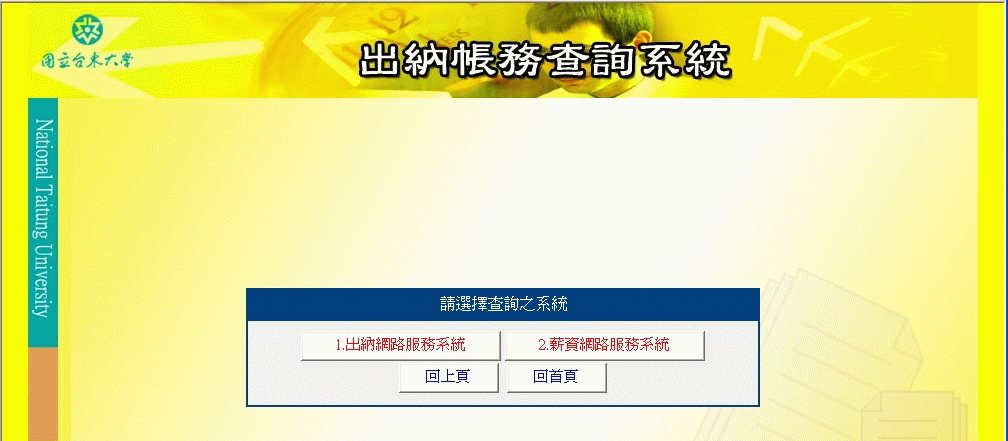 國立台東大學
出納帳務查詢系統
National Taitung University
請選擇查詢之系統
1.出納網路服務系統
2.薪資網路服務系統
回上頁
回首頁